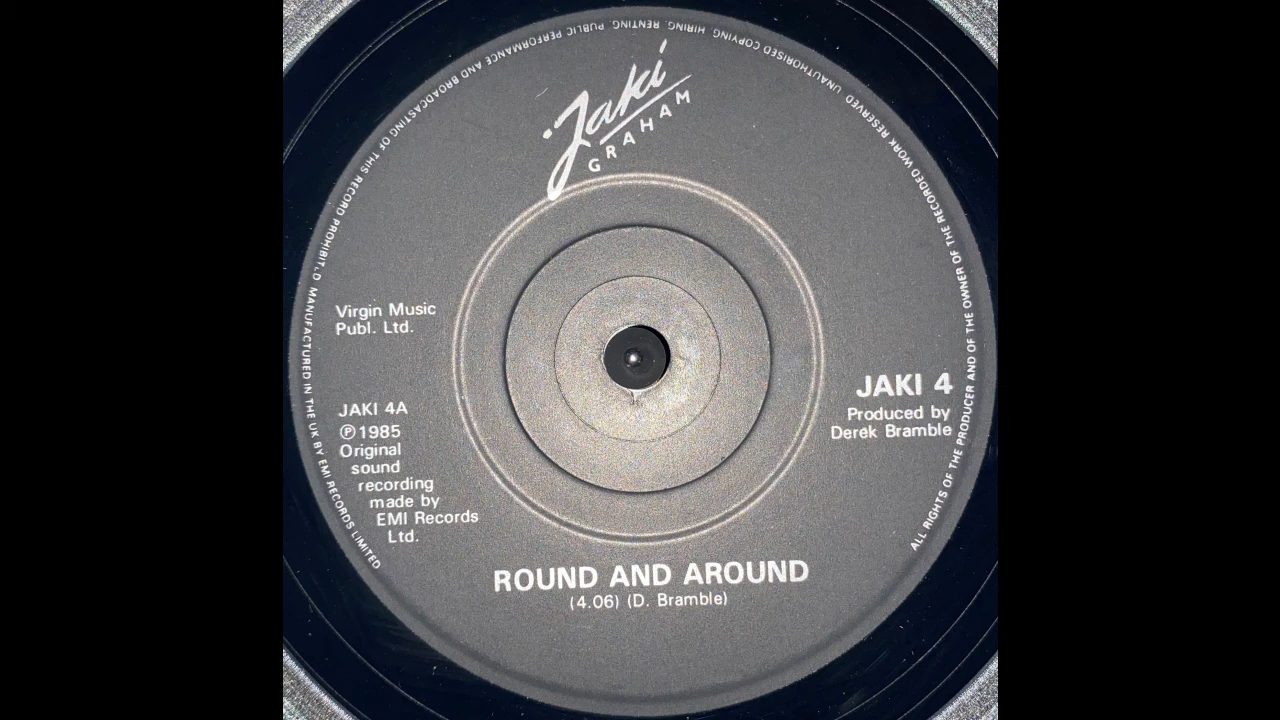 Jaki
GRAHAM
Virgin Music
Publ. Ltd.
JAKI 4A
Ⓟ1985
Original
sound
recording
made by
EMI Records
Ltd.
JAKI 4
Produced by
Derek Bramble
ROUND AND AROUND
(4.06) (D. Bramble)
ALL RIGHTS OF THE PRODUCER AND OF THE OWNER OF THE RECORDED WORK RESERVED. UNAUTHORISED COPYING, HIRING, RENTING, PUBLIC PERFORMANCE AND BROADCASTING OF THIS RECORD PROHIBIT.D MANUFACTURED IN THE UK BY EMI RECORDS LIMITED